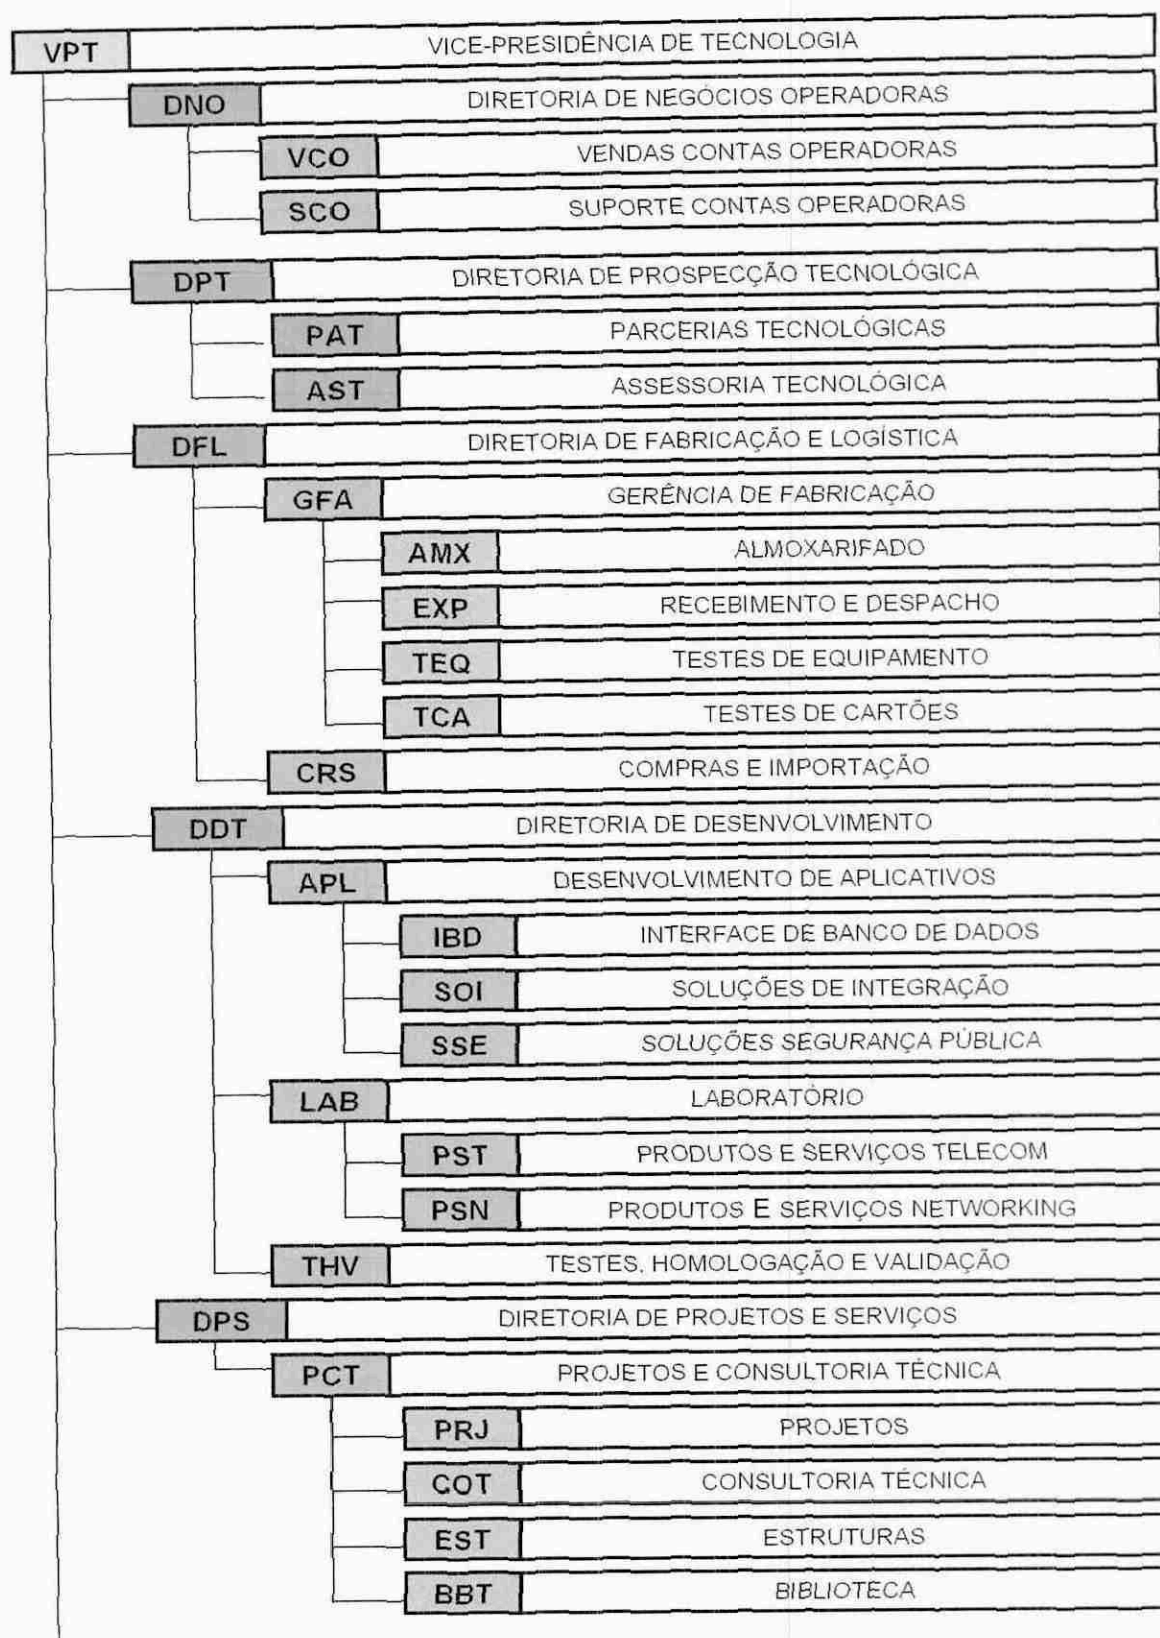 VPT VICE-PRESIDÊNCIA DE TECNOLOGIA
DNO DIRETORIA DE NEGÓCIOS OPERADORAS
VCO VENDAS CONTAS OPERADORAS
SCO SUPORTE CONTAS OPERADORAS
DPT DIRETORIA DE PROSPECÇÃO TECNOLÓGICA
PAT PARCERIAS TECNOLÓGICAS
AST ASSESSORIA TECNOLÓGICA
DFL DIRETORIA DE FABRICAÇÃO E LOGÍSTICA
GFA GERÊNCIA DE FABRICAÇÃO
AMX ALMOXARIFADO
EXP RECEBIMENTO E DESPACHO
TEQ TESTES DE EQUIPAMENTO
TCA TESTES DE CARTÕES
CRS COMPRAS E IMPORTAÇÃO
DDT DIRETORIA DE DESENVOLVIMENTO
APL DESENVOLVIMENTO DE APLICATIVOS
IBD INTERFACE DE BANCO DE DADOS
SOI SOLUÇÕES DE INTEGRAÇÃO
SSE SOLUÇÕES SEGURANÇA PÚBLICA
LAB LABORATÓRIO
PST PRODUTOS E SERVIÇOS TELECOM
PSN PRODUTOS E SERVIÇOS NETWORKING
THV TESTES, HOMOLOGAÇÃO E VALIDAÇÃO
DPS DIRETORIA DE PROJETOS E SERVIÇOS
PCT PROJETOS E CONSULTORIA TÉCNICA
PRJ PROJETOS
COT CONSULTORIA TÉCNICA
EST ESTRUTURAS
BBT BIBLIOTECA